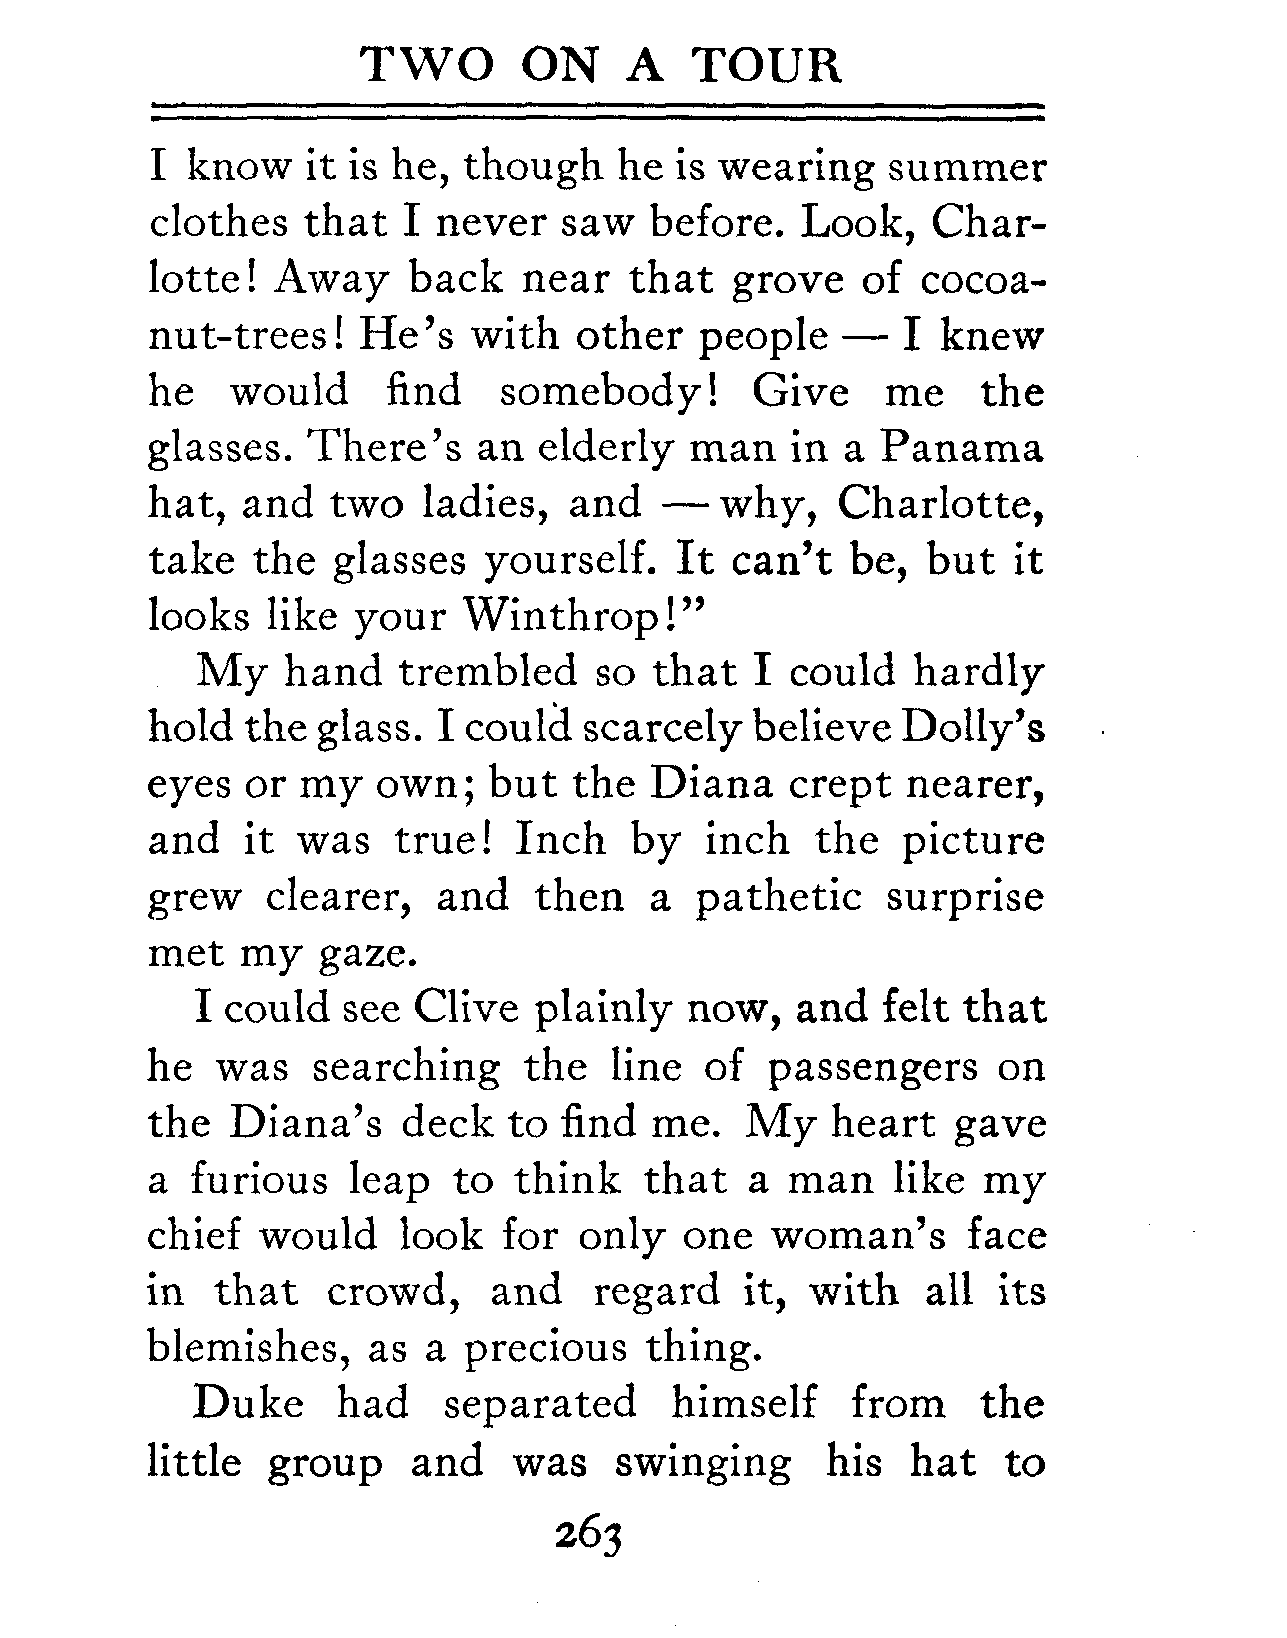 TWO ON A TOUR
I know it is he, though he is wearing summer
clothes that I never saw before. Look, Char-
lotte! Away back near that grove of cocoa-
nut-trees! He's with other people — I knew
he would find somebody! Give me the
glasses. There's an elderly man in a Panama
hat, and two ladies, and — why, Charlotte,
take the glasses yourself. It can't be, but it
looks like your Winthrop!”
My hand trembled so that I could hardly
hold the glass. I could scarcely believe Dolly's
eyes or my own; but the Diana crept nearer,
and it was true! Inch by inch the picture
grew clearer, and then a pathetic surprise
met my gaze.
I could see Clive plainly now, and felt that
he was searching the line of passengers on
the Diana's deck to find me. My heart gave
a furious leap to think that a man like my
chief would look for only one woman's face
in that crowd, and regard it, with all its
blemishes, as a precious thing.
Duke had separated himself from the
little group and was swinging his hat to
263